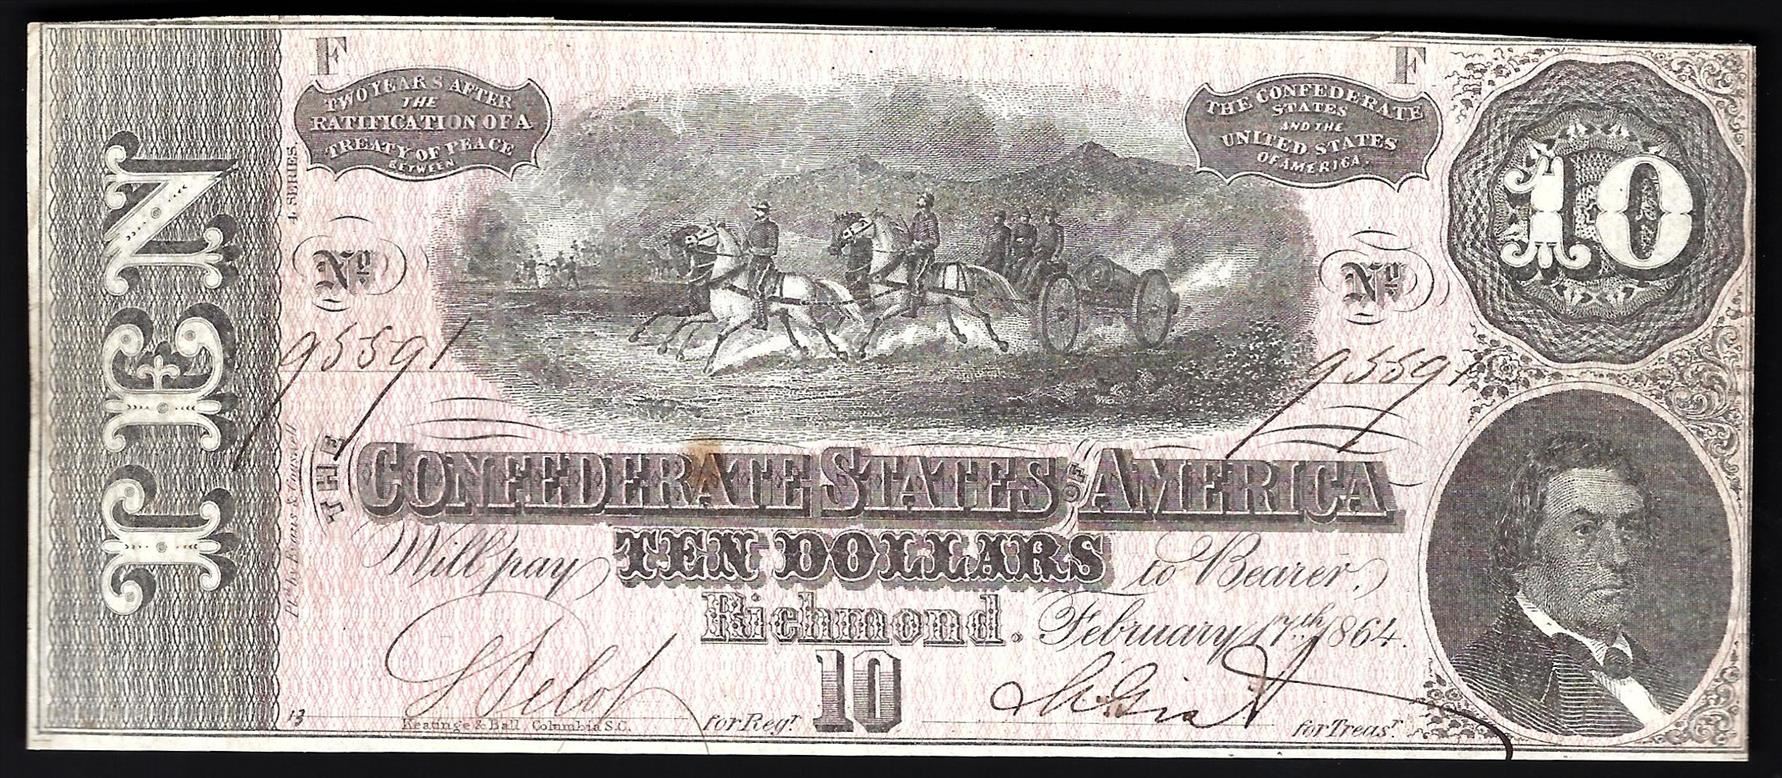 F
F
TWO YEARS AFTER
THE
RATIFICATION OF A
TREATY OF PEACE
BETWEEN
THE CONFEDERATE
STATES
AND THE
UNITED STATES
OF AMERICA.
10
TEN
4. SERIES.
No
No
95591
95591
THE CONFEDERATE STATES OF AMERICA
Will pay TEN DOLLARS to Bearer,
Richmond. February 17th 1864.
10
for Regr.
for Treasr.
13
Keatinge & Ball Columbia S.C.